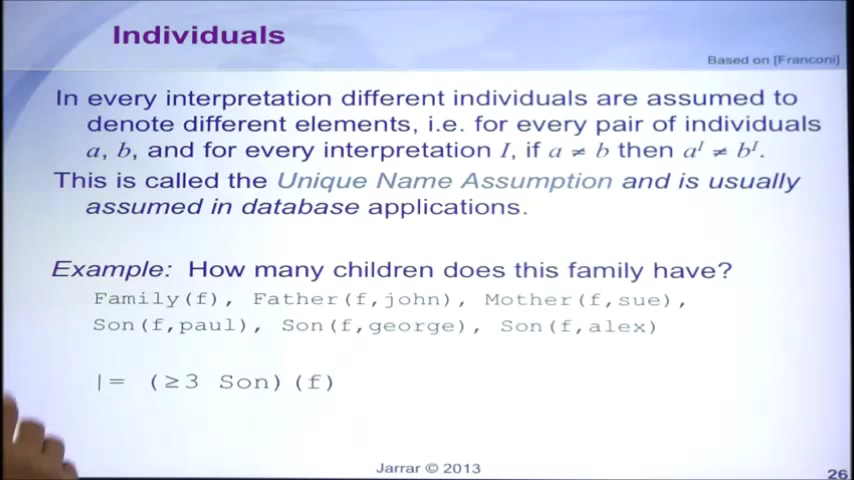 Individuals
Based on [Franconi]
In every interpretation different individuals are assumed to
denote different elements, i.e. for every pair of individuals
a, b, and for every interpretation I, if a ≠ b then aᴵ ≠ bᴵ.
This is called the Unique Name Assumption and is usually
assumed in database applications.
Example: How many children does this family have?
Family(f), Father(f,john), Mother(f,sue),
Son(f,paul), Son(f,george), Son(f,alex)
|= (≥3 Son)(f)
Jarrar © 2013
26